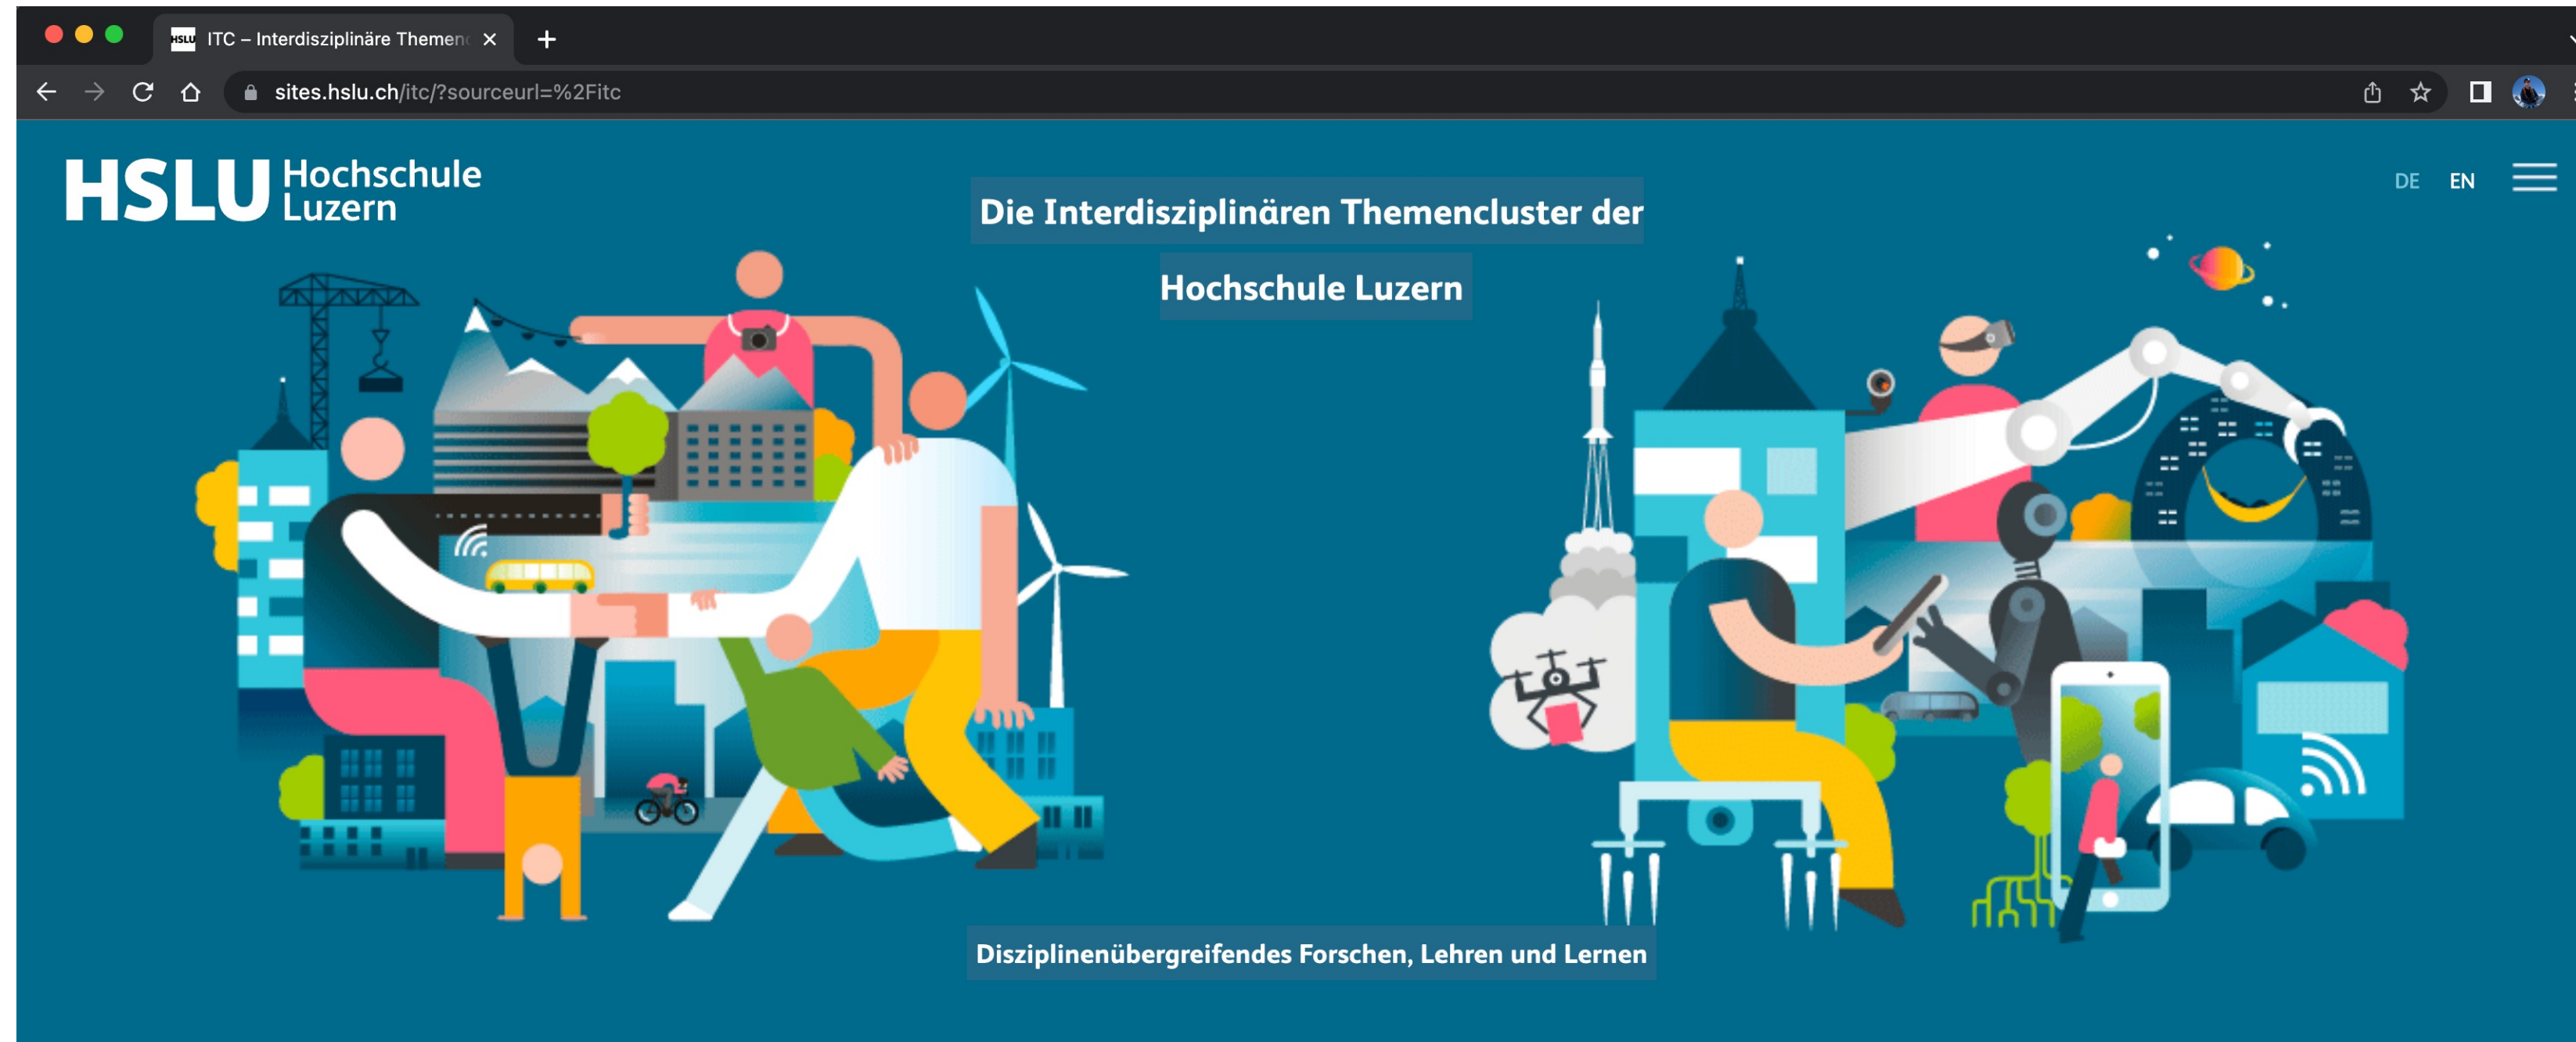 HSLU ITC – Interdisziplinäre Themen
sites.hslu.ch/itc/?sourceurl=%2Fitc
HSLU Hochschule
Luzern
DE EN
Die Interdisziplinären Themencluster der
Hochschule Luzern
Disziplinenübergreifendes Forschen, Lehren und Lernen